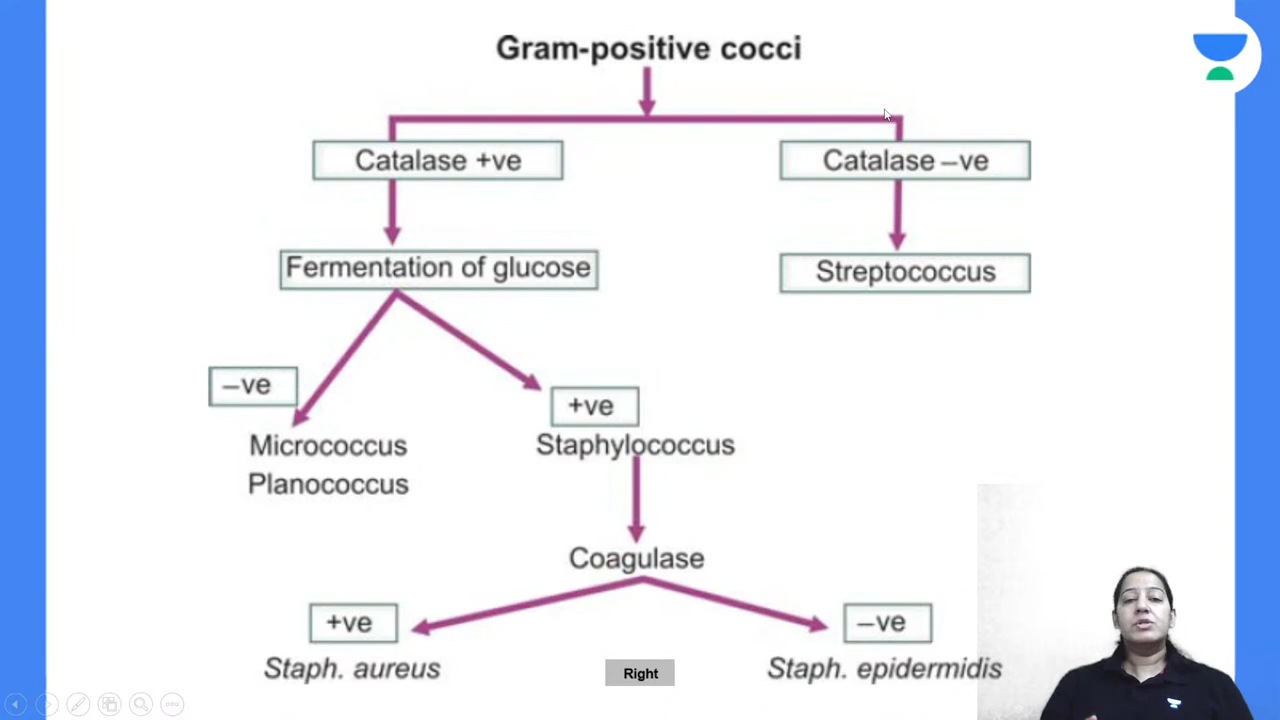 Gram-positive cocci
Catalase +ve
Catalase –ve
Fermentation of glucose
Streptococcus
–ve
+ve
Micrococcus
Staphylococcus
Planococcus
Coagulase
+ve
–ve
Staph. aureus
Staph. epidermidis
Right